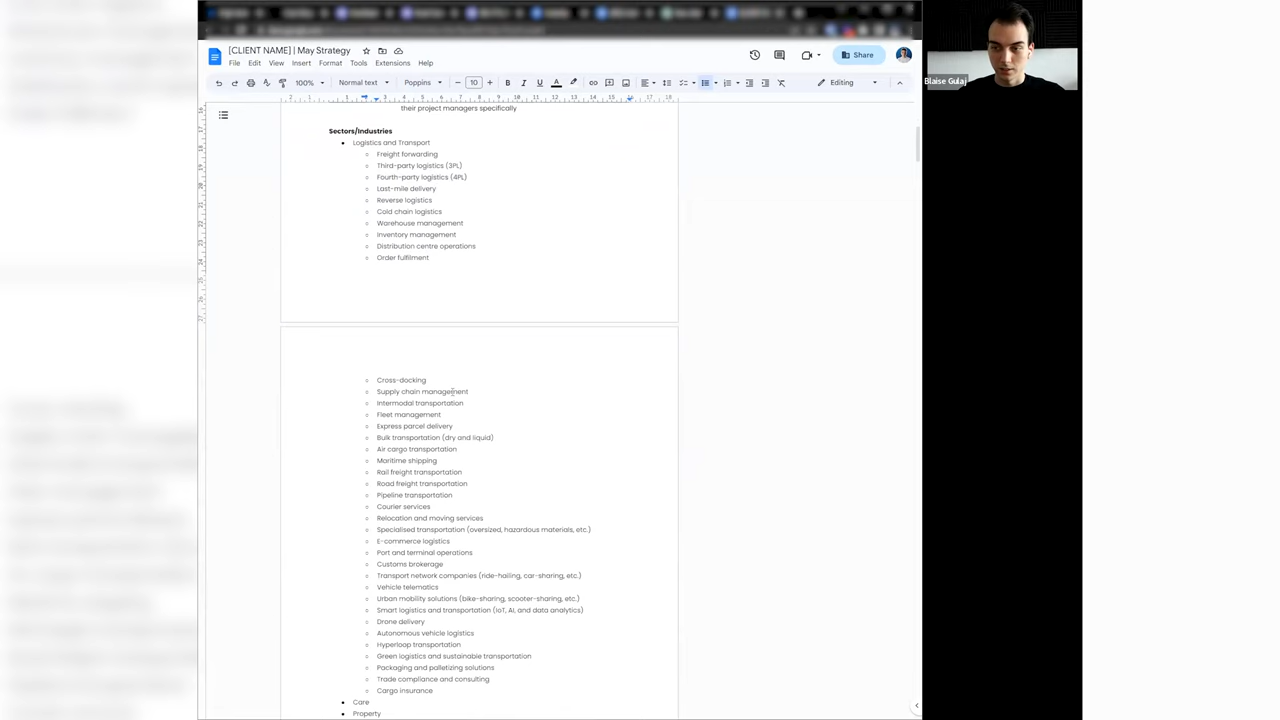 [CLIENT NAME] | May Strategy
File Edit View Insert Format Tools Extensions Help
Share
100% Normal text Poppins 10 Editing
their project managers specifically
Sectors/Industries
Logistics and Transport
Freight forwarding
Third-party logistics (3PL)
Fourth-party logistics (4PL)
Last-mile delivery
Reverse logistics
Cold chain logistics
Warehouse management
Inventory management
Distribution centre operations
Order fulfilment
Cross-docking
Supply chain management
Intermodal transportation
Fleet management
Express parcel delivery
Bulk transportation (dry and liquid)
Air cargo transportation
Maritime shipping
Rail freight transportation
Road freight transportation
Pipeline transportation
Courier services
Relocation and moving services
Specialised transportation (oversized, hazardous materials, etc.)
E-commerce logistics
Port and terminal operations
Customs brokerage
Transport network companies (ride-hailing, car-sharing, etc.)
Vehicle telematics
Urban mobility solutions (bike-sharing, scooter-sharing, etc.)
Smart logistics and transportation (IoT, AI, and data analytics)
Drone delivery
Autonomous vehicle logistics
Hyperloop transportation
Green logistics and sustainable transportation
Packaging and palletizing solutions
Trade compliance and consulting
Cargo insurance
Care
Property
Blaise Gulaj